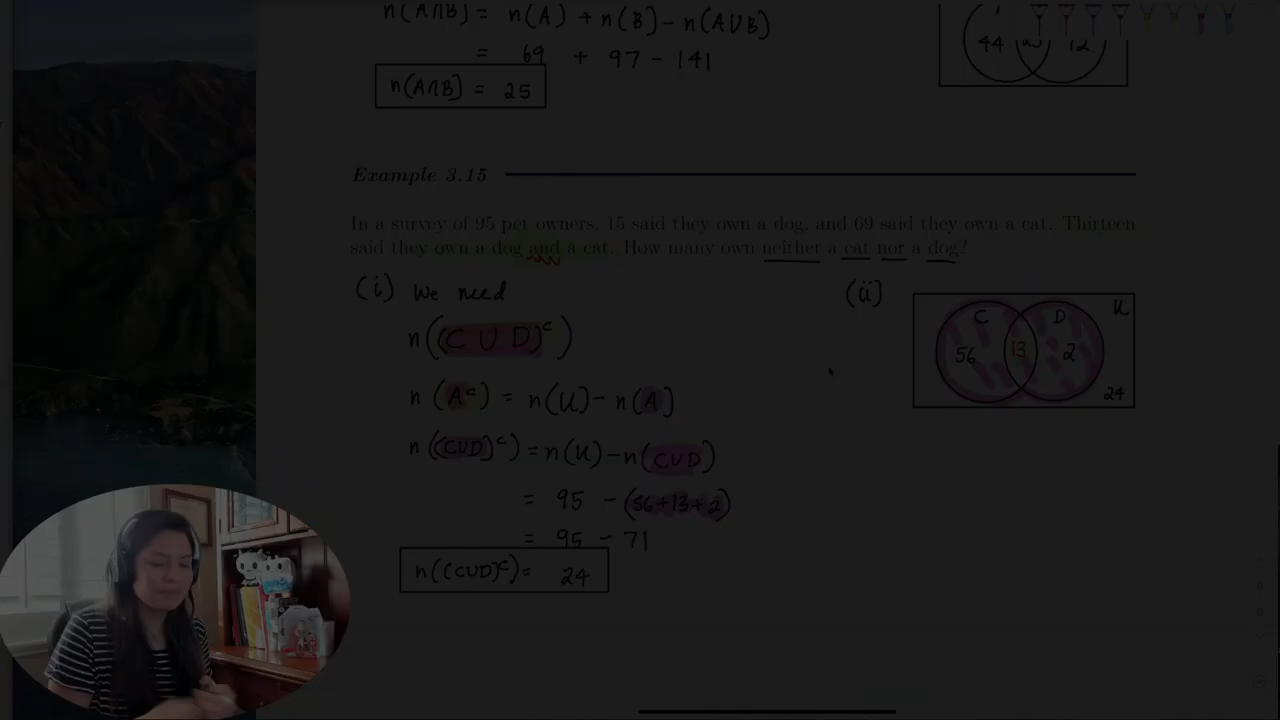 n(A∩B) = n(A) + n(B) - n(A∪B)
= 69 + 97 - 141
n(A∩B) = 25
44 12
Example 3.15
In a survey of 95 pet owners, 15 said they own a dog, and 69 said they own a cat. Thirteen
said they own a dog and a cat. How many own neither a cat nor a dog?
(i) We need
n((C ∪ D)ᶜ)
n(Aᶜ) = n(U) - n(A)
n((C∪D)ᶜ) = n(U) - n(C∪D)
= 95 - (56+13+2)
= 95 - 71
n((C∪D)ᶜ) = 24
(ii)
C D U
56 13 2
24